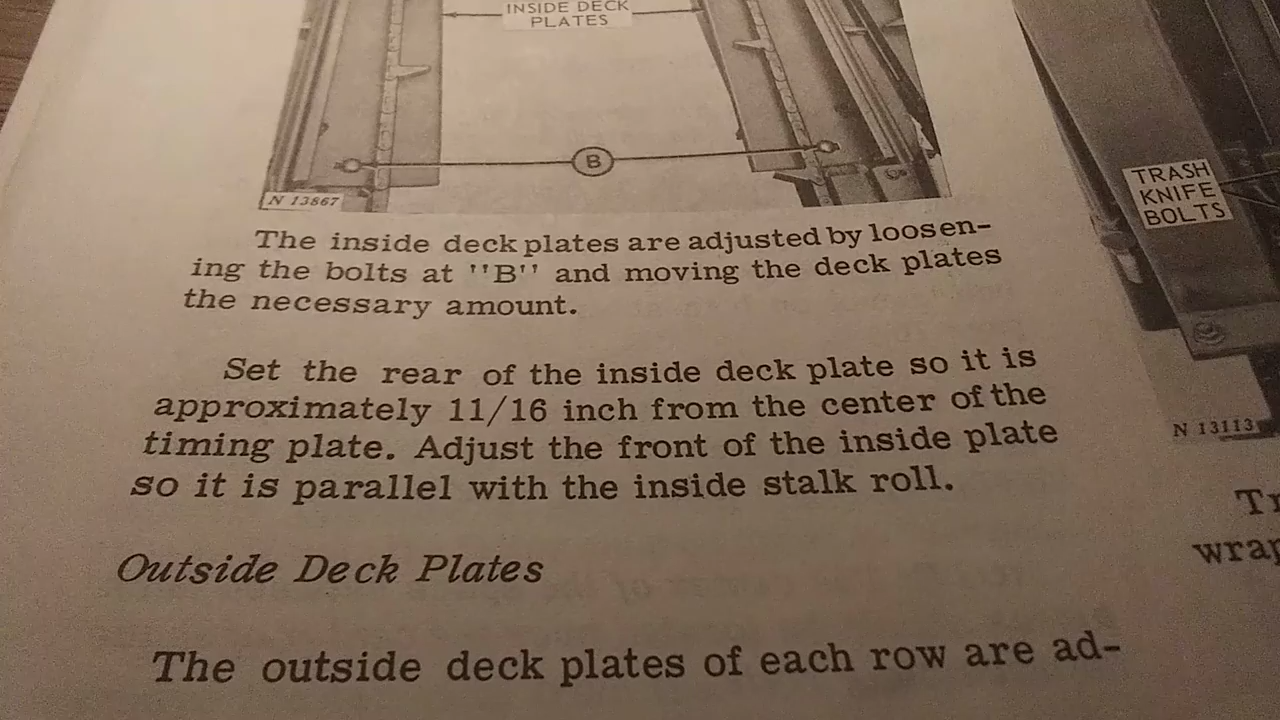 INSIDE DECK
PLATES
B
N 13867
The inside deck plates are adjusted by loosen-
ing the bolts at "B" and moving the deck plates
the necessary amount.
Set the rear of the inside deck plate so it is
approximately 11/16 inch from the center of the
timing plate. Adjust the front of the inside plate
so it is parallel with the inside stalk roll.
Outside Deck Plates
The outside deck plates of each row are ad-
TRASH
KNIFE
BOLTS
N 13113
Tr
wrap